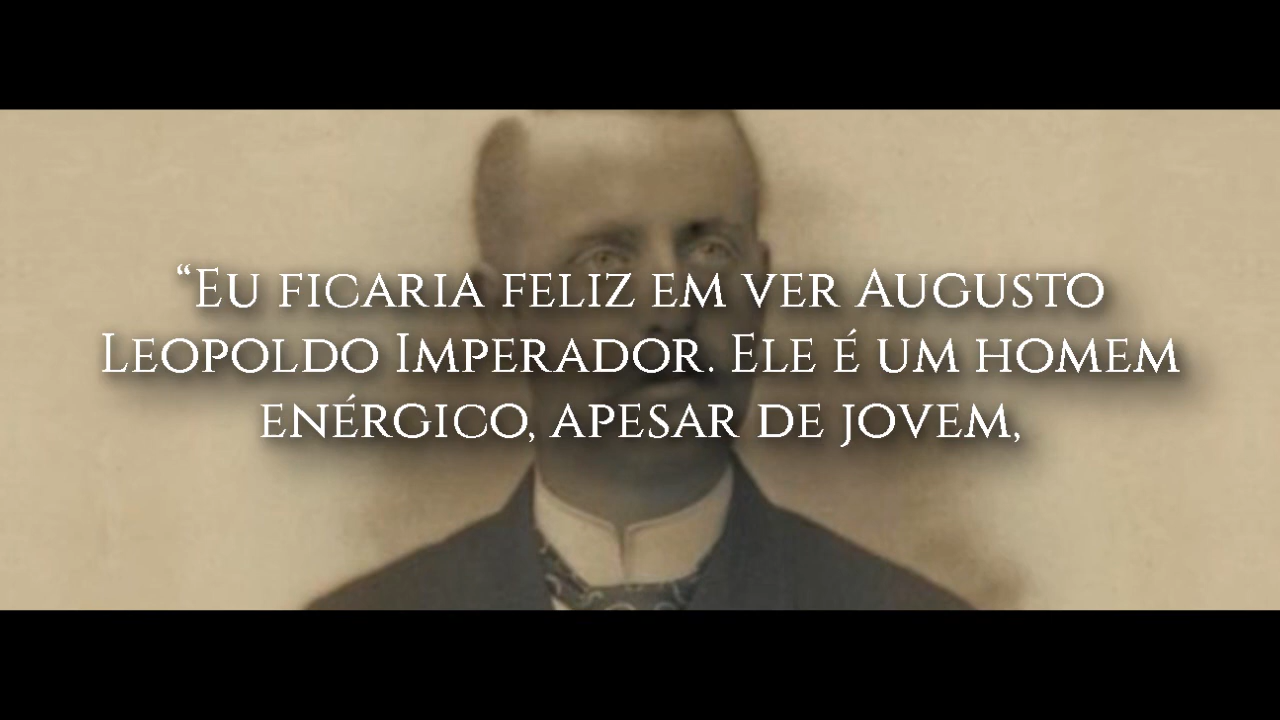 “Eu ficaria feliz em ver Augusto
Leopoldo Imperador. Ele é um homem
enérgico, apesar de jovem,